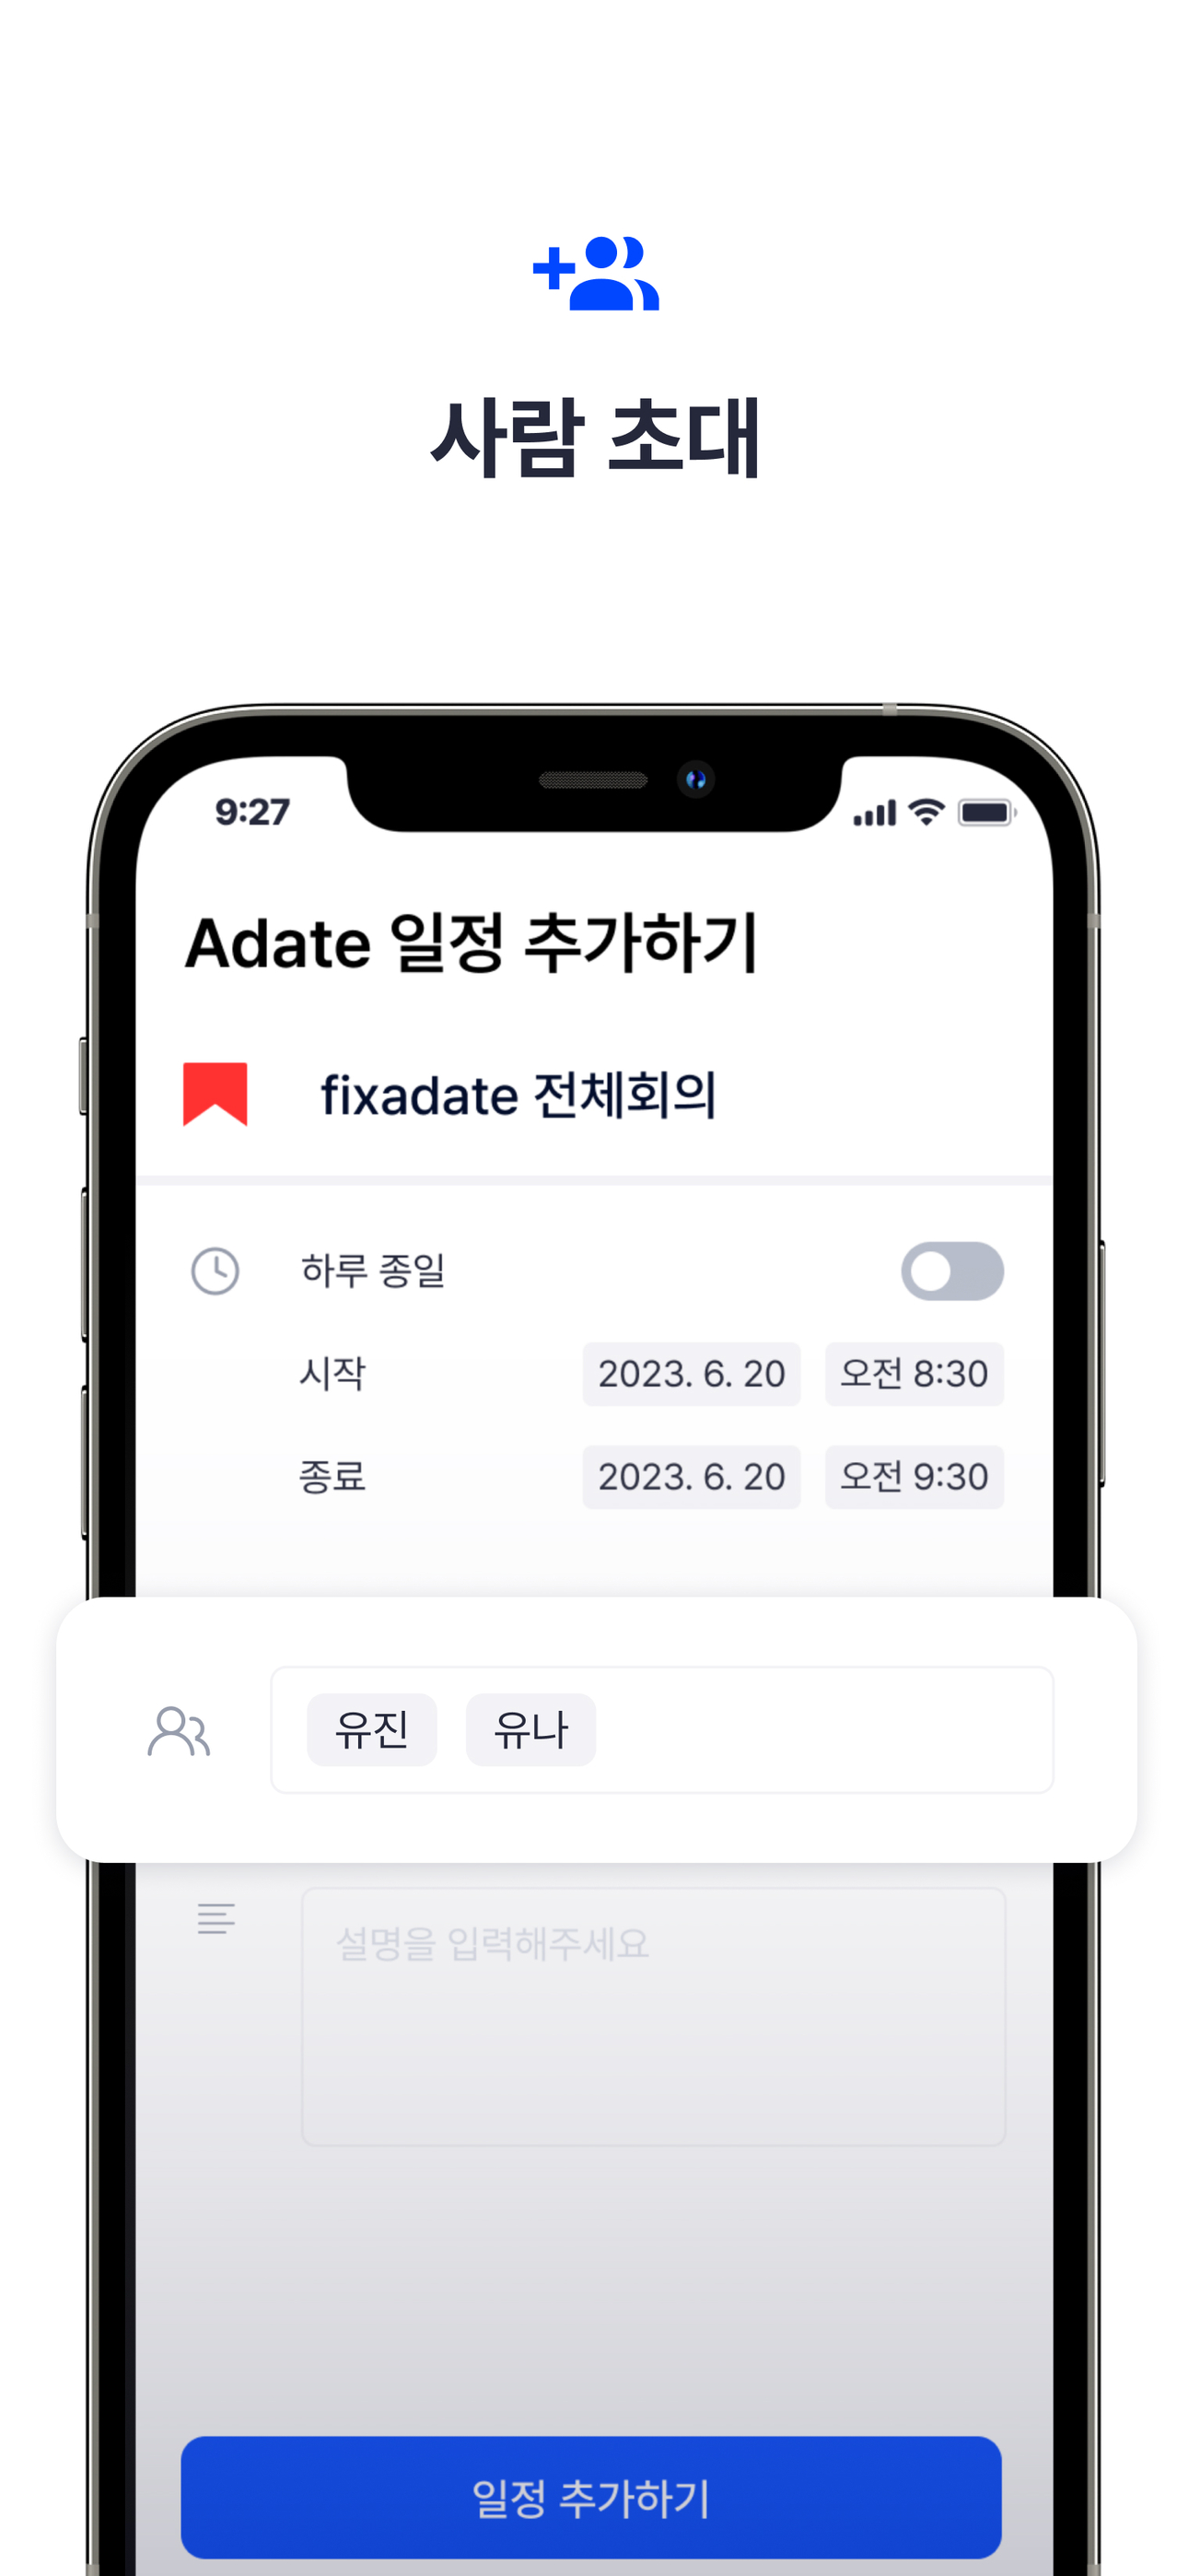 사람 초대
9:27
Adate 일정 추가하기
fixadate 전체회의
하루 종일
시작 2023. 6. 20 오전 8:30
종료 2023. 6. 20 오전 9:30
유진 유나
설명을 입력해주세요
일정 추가하기